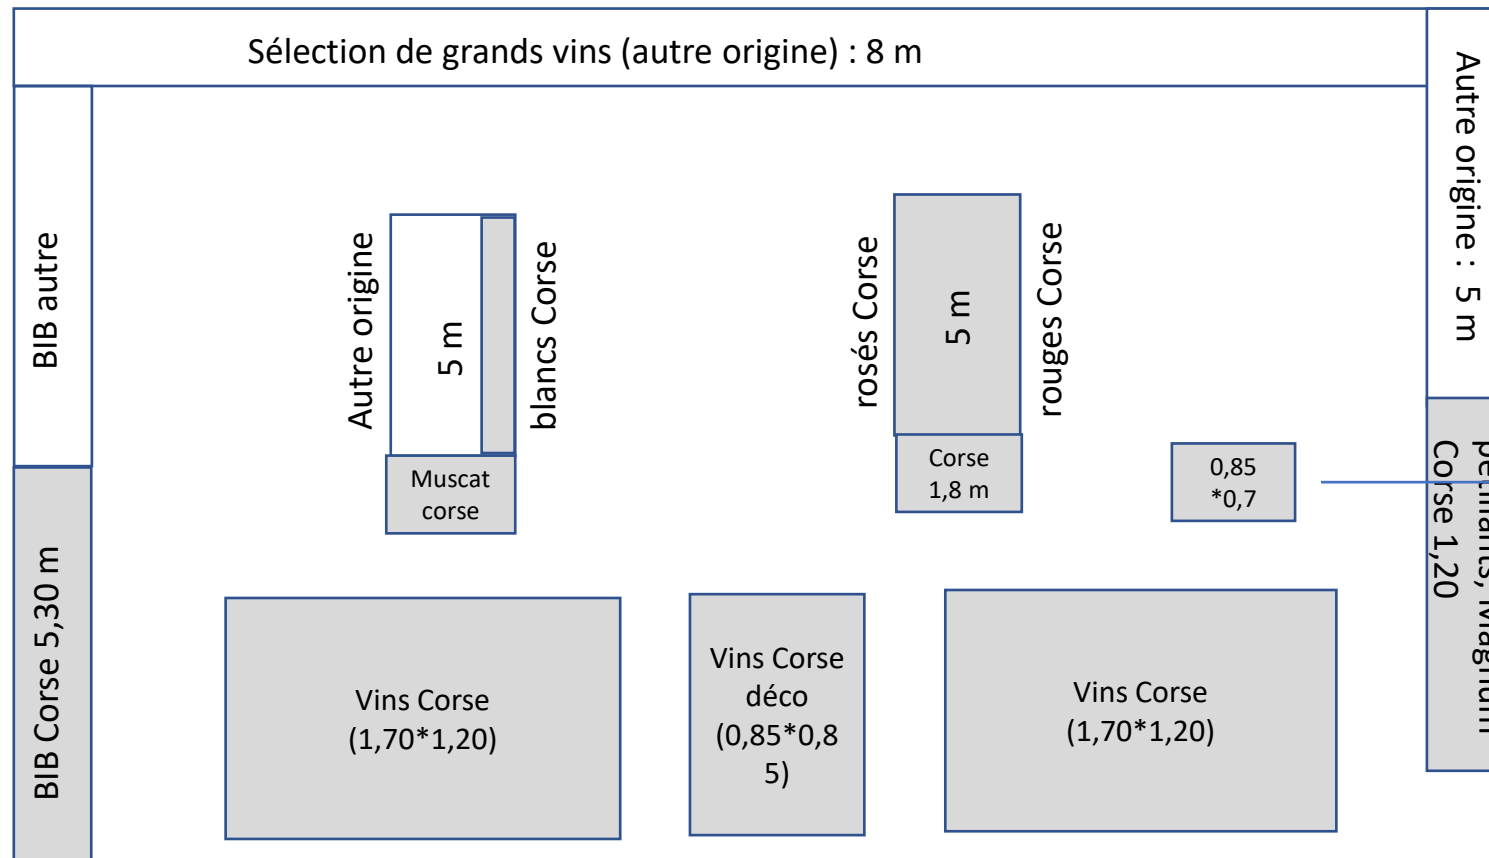 Sélection de grands vins (autre origine) : 8 m
Autre origine : 5 m
BIB autre
Autre origine
5 m
blancs Corse
rosés Corse
5 m
rouges Corse
Muscat
corse
Corse
1,8 m
0,85
*0,7
Magnum
Corse 1,20
BIB Corse 5,30 m
Vins Corse
(1,70*1,20)
Vins Corse
déco
(0,85*0,8
5)
Vins Corse
(1,70*1,20)